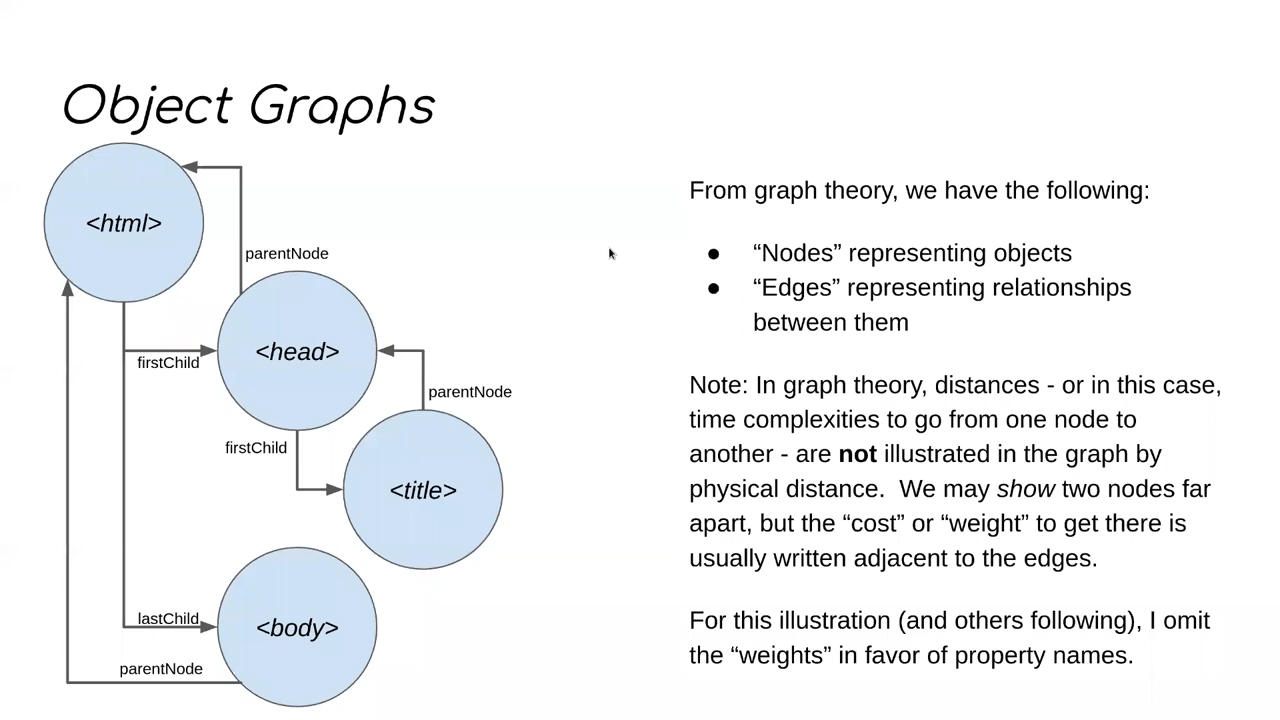 Object Graphs
<html>
parentNode
firstChild
<head>
parentNode
firstChild
<title>
lastChild
<body>
parentNode
From graph theory, we have the following:
● “Nodes” representing objects
● “Edges” representing relationships
between them
Note: In graph theory, distances - or in this case,
time complexities to go from one node to
another - are not illustrated in the graph by
physical distance.  We may show two nodes far
apart, but the “cost” or “weight” to get there is
usually written adjacent to the edges.
For this illustration (and others following), I omit
the “weights” in favor of property names.